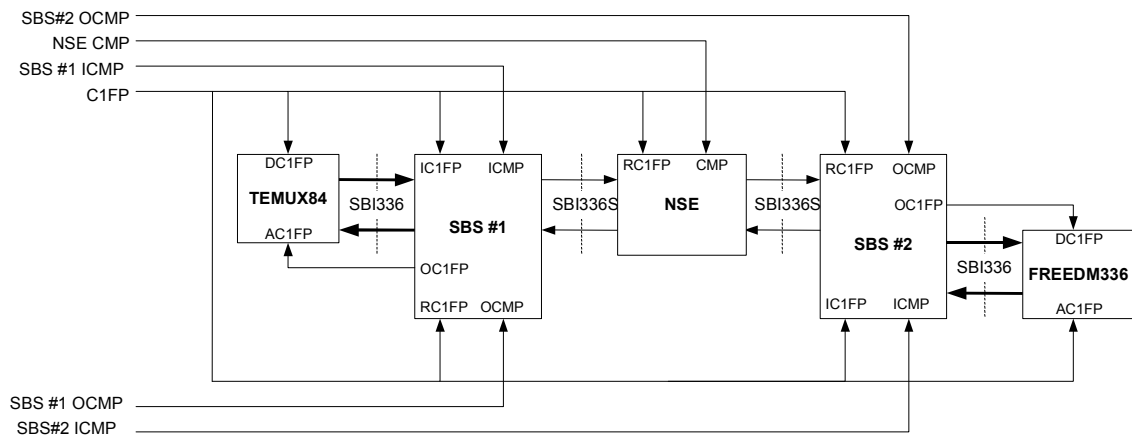 SBS#2 OCMP
NSE CMP
SBS #1 ICMP
C1FP
DC1FP
TEMUX84
AC1FP
SBI336
IC1FP ICMP
SBS #1
OC1FP
RC1FP OCMP
SBI336S
RC1FP CMP
NSE
SBI336S
RC1FP OCMP
OC1FP
SBS #2
IC1FP ICMP
SBI336
DC1FP
FREEDM336
AC1FP
SBS #1 OCMP
SBS#2 ICMP